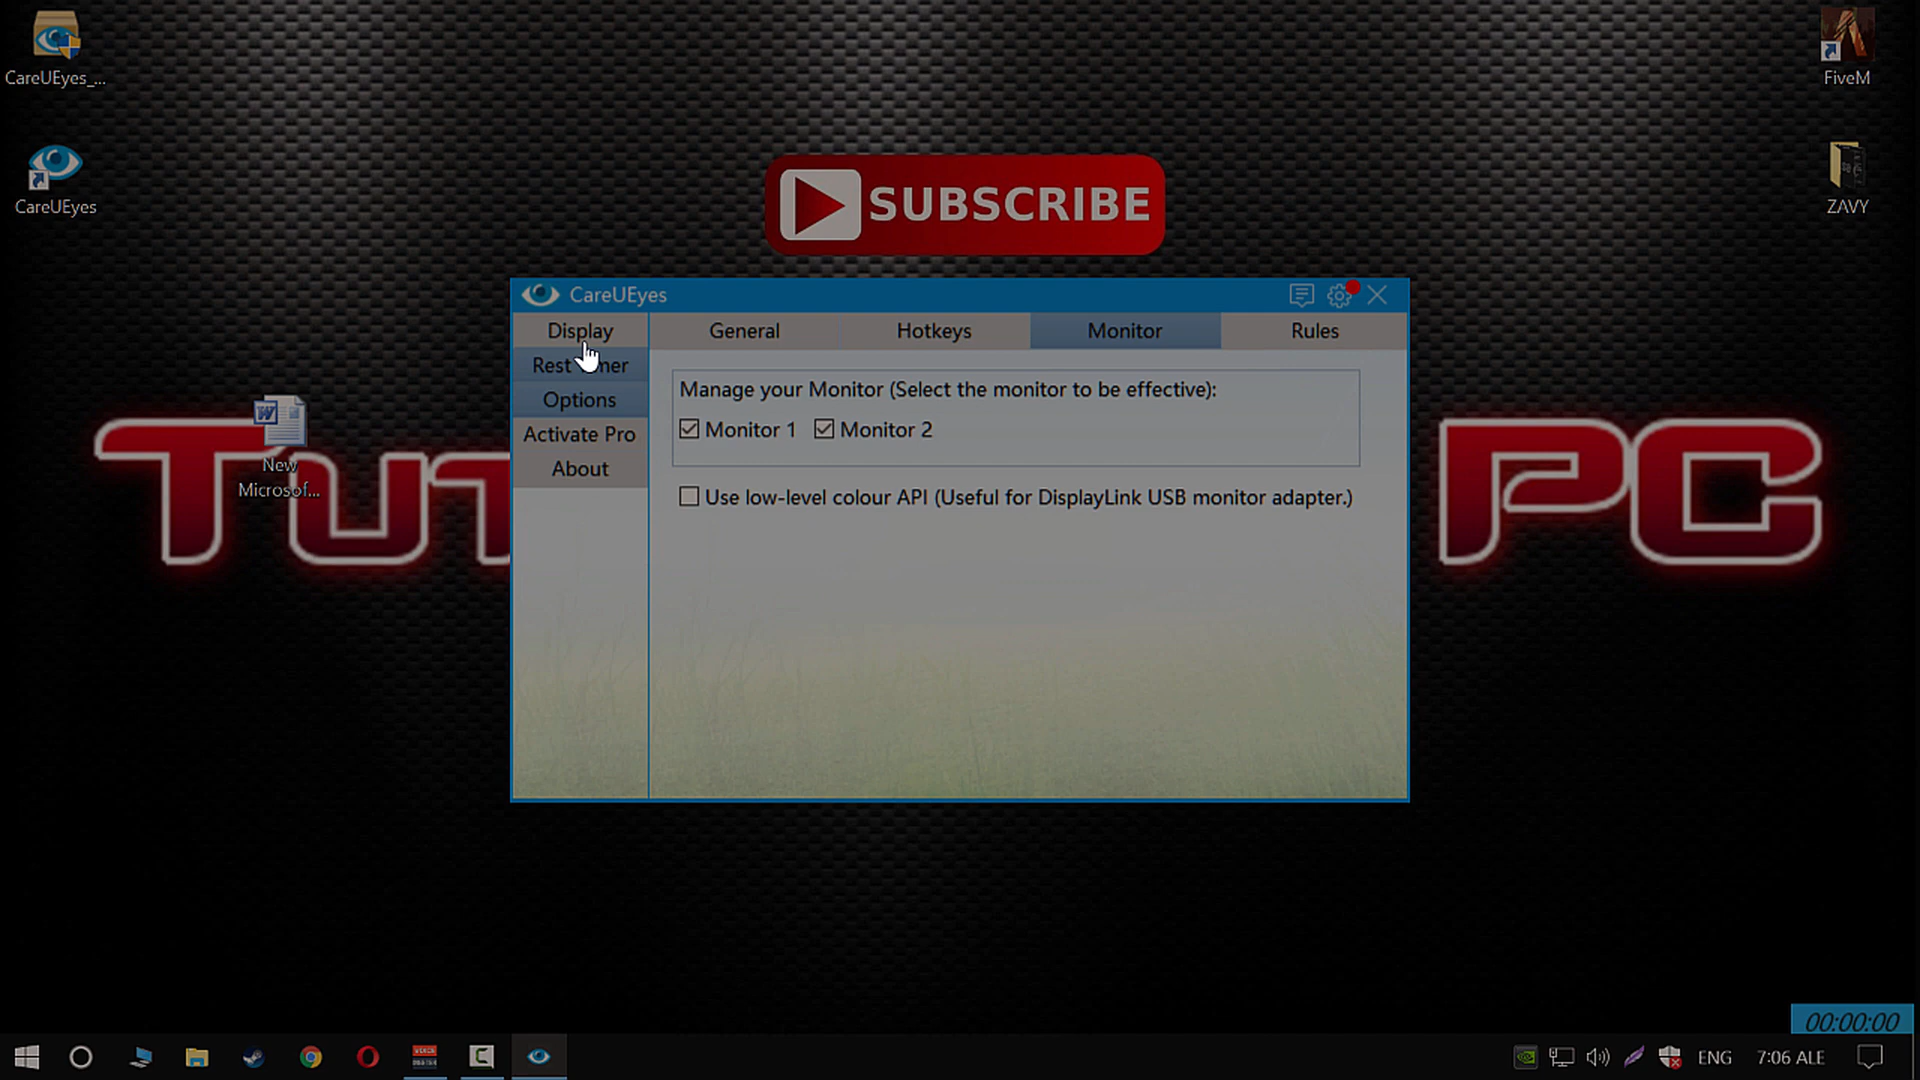 CareUEyes_...
CareUEyes
FiveM
ZAVY
SUBSCRIBE
New
Microsof...
TUT
PC
CareUEyes
Display
Rest
Options
Activate Pro
About
General
Hotkeys
Monitor
Rules
Manage your Monitor (Select the monitor to be effective):
Monitor 1
Monitor 2
Use low-level colour API (Useful for DisplayLink USB monitor adapter.)
00:00:00
ENG
7:06 ALE